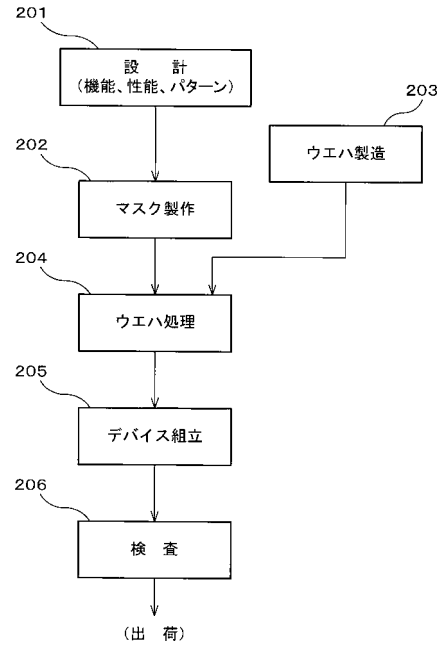 201
設 計
(機能、性能、パターン)
203
ウエハ製造
202
マスク製作
204
ウエハ処理
205
デバイス組立
206
検 査
(出 荷)